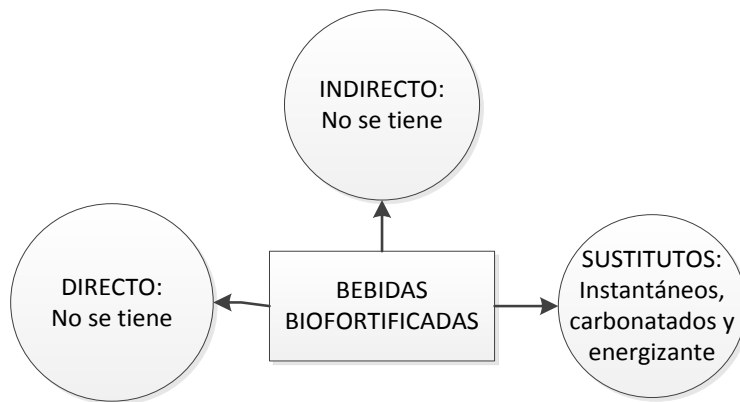 INDIRECTO:
No se tiene
DIRECTO:
No se tiene
BEBIDAS
BIOFORTIFICADAS
SUSTITUTOS:
Instantáneos,
carbonatados y
energizante